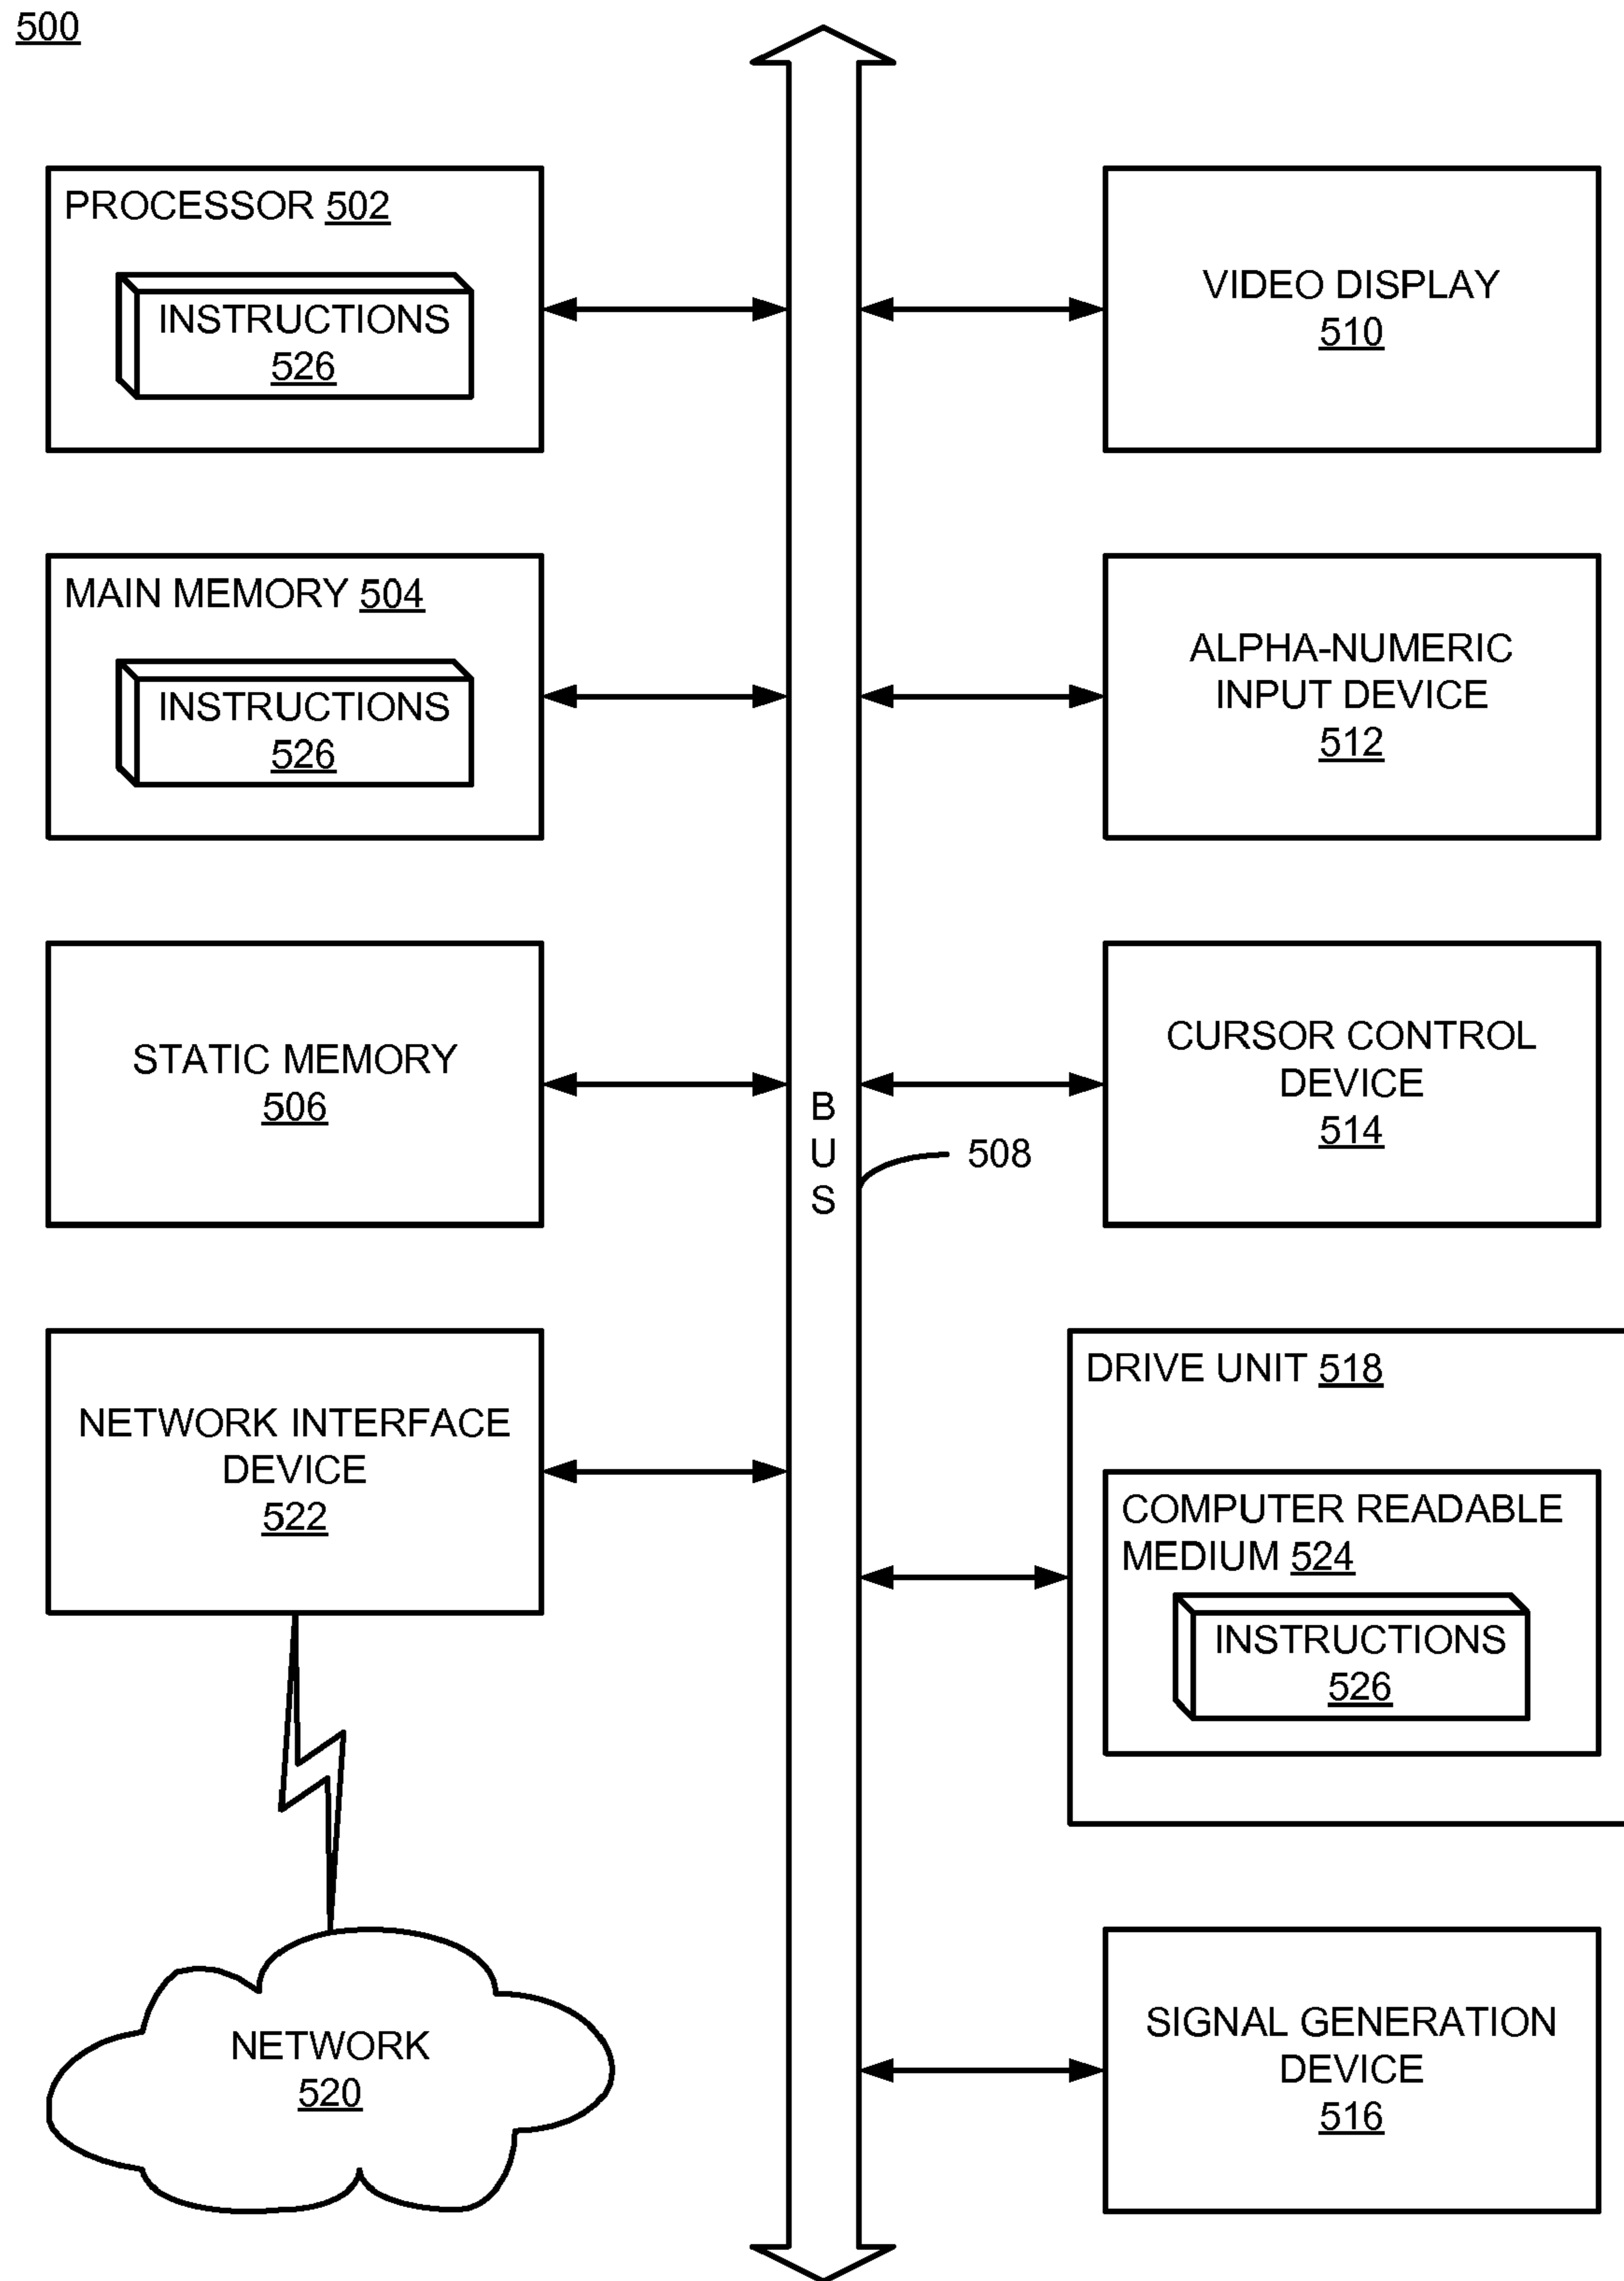 500
PROCESSOR 502
INSTRUCTIONS
526
MAIN MEMORY 504
INSTRUCTIONS
526
STATIC MEMORY
506
NETWORK INTERFACE
DEVICE
522
NETWORK
520
B
U
S
508
VIDEO DISPLAY
510
ALPHA-NUMERIC
INPUT DEVICE
512
CURSOR CONTROL
DEVICE
514
DRIVE UNIT 518
COMPUTER READABLE
MEDIUM 524
INSTRUCTIONS
526
SIGNAL GENERATION
DEVICE
516